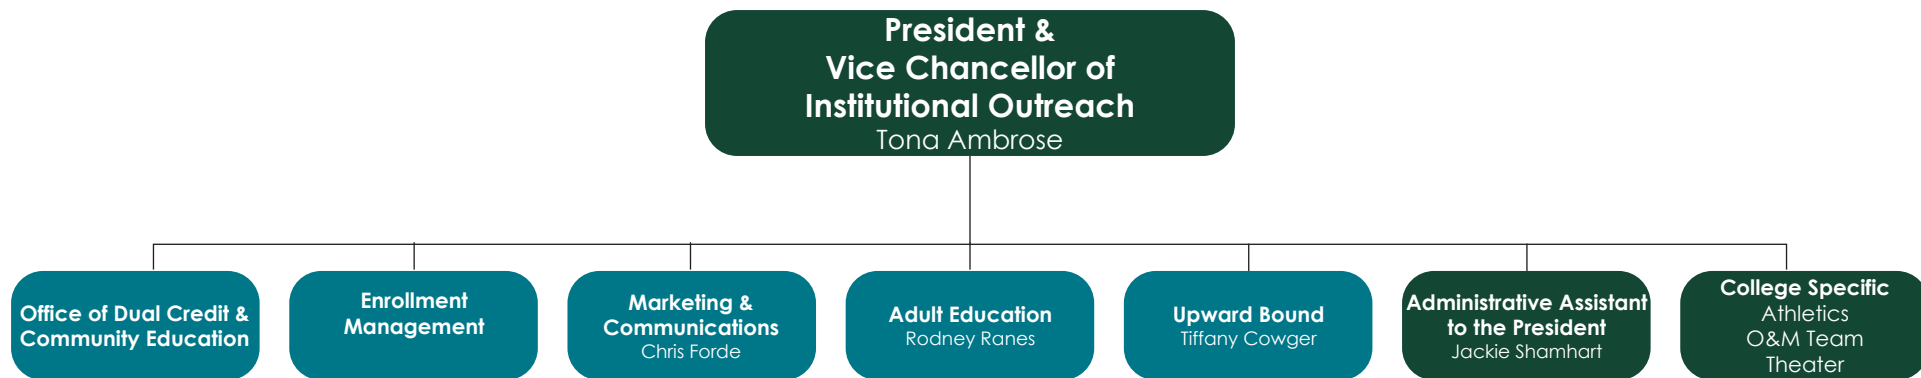 President &
Vice Chancellor of
Institutional Outreach
Tona Ambrose
Office of Dual Credit &
Community Education
Enrollment
Management
Marketing &
Communications
Chris Forde
Adult Education
Rodney Ranes
Upward Bound
Tiffany Cowger
Administrative Assistant
to the President
Jackie Shamhart
College Specific
Athletics
O&M Team
Theater